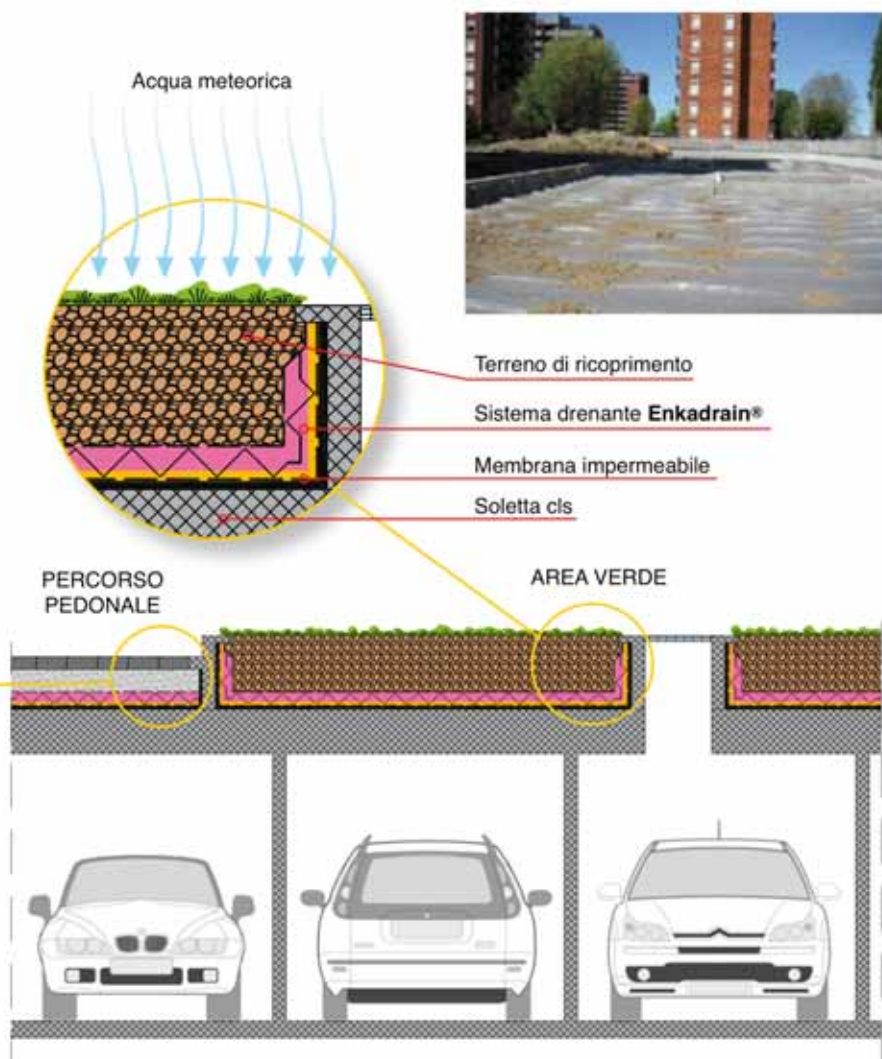 Acqua meteorica
Terreno di ricoprimento
Sistema drenante Enkadrain®
Membrana impermeabile
Soletta cls
PERCORSO
PEDONALE
AREA VERDE